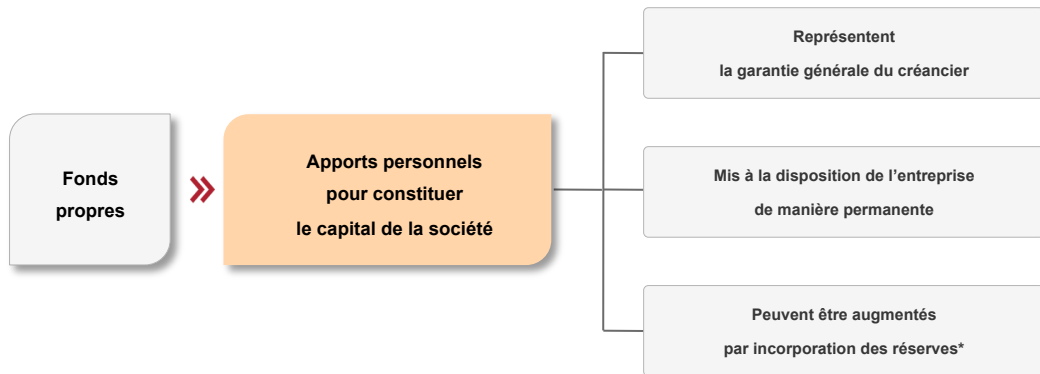 Fonds
propres
Apports personnels
pour constituer
le capital de la société
Représentent
la garantie générale du créancier
Mis à la disposition de l’entreprise
de manière permanente
Peuvent être augmentés
par incorporation des réserves*